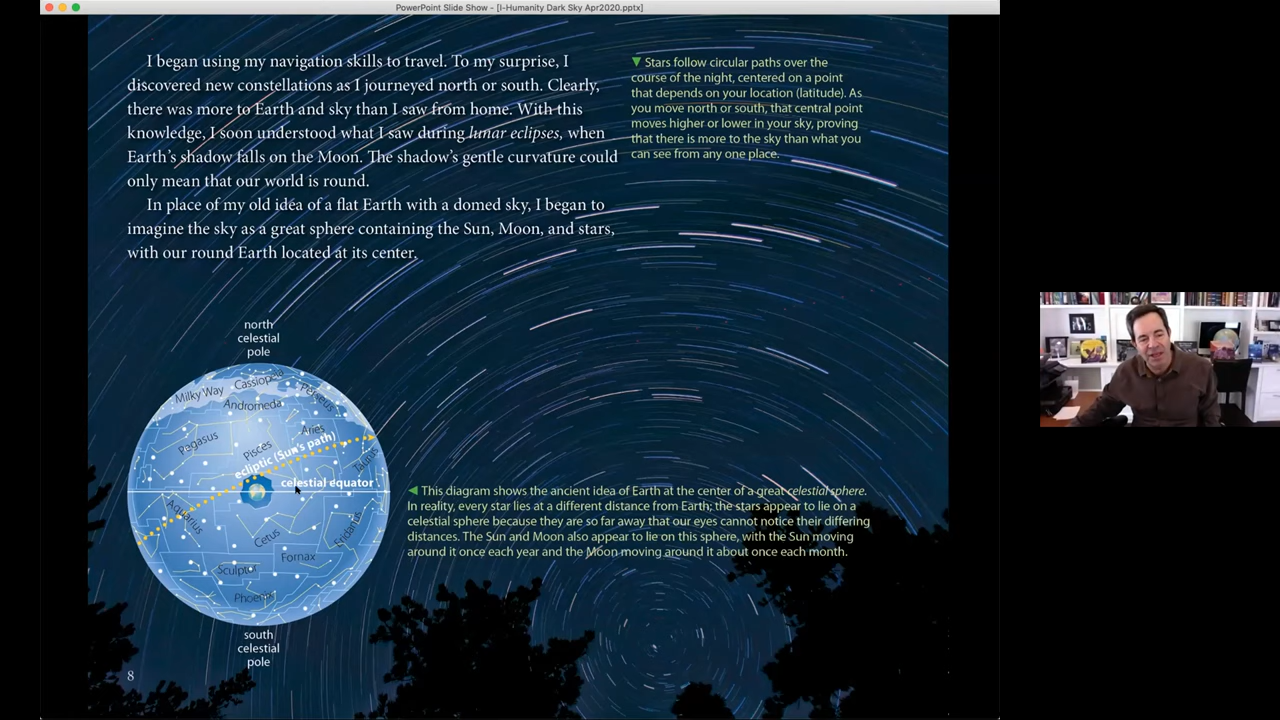 PowerPoint Slide Show - [I-Humanity Dark Sky Apr2020.pptx]
I began using my navigation skills to travel. To my surprise, I
discovered new constellations as I journeyed north or south. Clearly,
there was more to Earth and sky than I saw from home. With this
knowledge, I soon understood what I saw during lunar eclipses, when
Earth's shadow falls on the Moon. The shadow's gentle curvature could
only mean that our world is round.
In place of my old idea of a flat Earth with a domed sky, I began to
imagine the sky as a great sphere containing the Sun, Moon, and stars,
with our round Earth located at its center.
▼ Stars follow circular paths over the
course of the night, centered on a point
that depends on your location (latitude). As
you move north or south, that central point
moves higher or lower in your sky, proving
that there is more to the sky than what you
can see from any one place.
north
celestial
pole
Milky Way
Cassiopeia
Perseus
Andromeda
Aries
Pegasus
Pisces
ecliptic (Sun's path)
Taurus
celestial equator
Aquarius
Cetus
Eridanus
Fornax
Sculptor
Phoenix
south
celestial
pole
◀ This diagram shows the ancient idea of Earth at the center of a great celestial sphere.
In reality, every star lies at a different distance from Earth; the stars appear to lie on a
celestial sphere because they are so far away that our eyes cannot notice their differing
distances. The Sun and Moon also appear to lie on this sphere, with the Sun moving
around it once each year and the Moon moving around it about once each month.
8